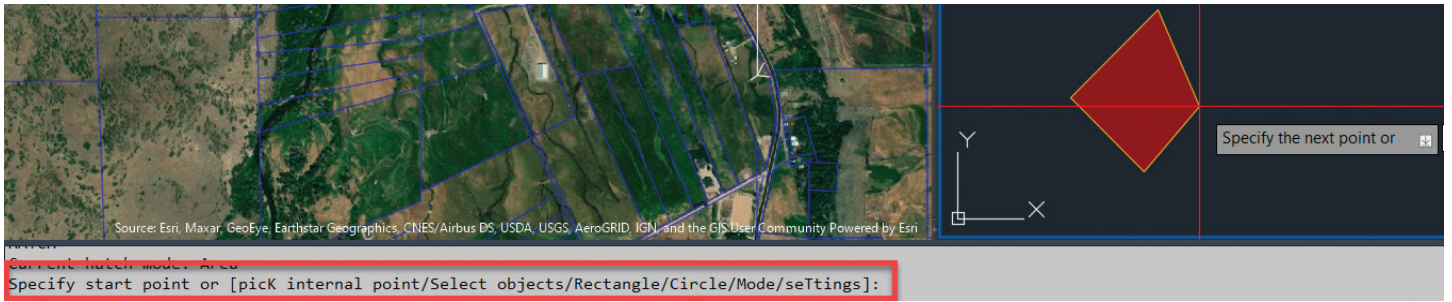 Specify the next point or
Y
X
Source: Esri, Maxar, GeoEye, Earthstar Geographics, CNES/Airbus DS, USDA, USGS, AeroGRID, IGN, and the GIS User Community Powered by Esri
Current hatch mode: Area
Specify start point or [picK internal point/Select objects/Rectangle/Circle/Mode/seTtings]: